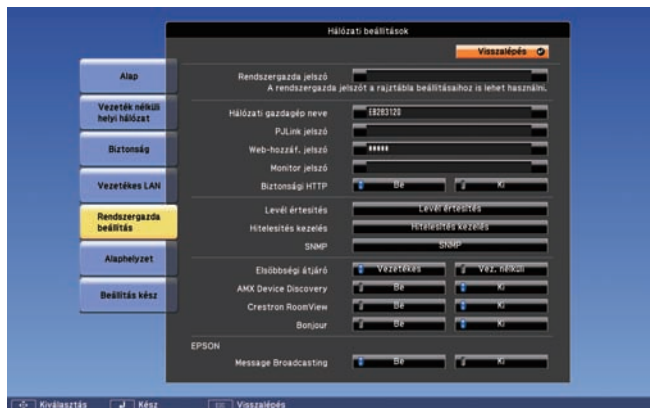 Hálózati beállítások
Visszalépés
Alap
Vezeték nélküli
helyi hálózat
Biztonság
Vezetékes LAN
Rendszergazda
beállítás
Alaphelyzet
Beállítás kész
Rendszergazda jelszó
A rendszergazda jelszót a rajztábla beállításaihoz is lehet használni.
Hálózati gazdagép neve EB283120
PJLink jelszó
Web-hozzáf. jelszó *****
Monitor jelszó
Biztonsági HTTP Be Ki
Levél értesítés Levél értesítés
Hitelesítés kezelés Hitelesítés kezelés
SNMP SNMP
Elsőbbségi átjáró Vezetékes Vez. nélküli
AMX Device Discovery Be Ki
Crestron RoomView Be Ki
Bonjour Be Ki
EPSON
Message Broadcasting Be Ki
Kiválasztás Kész Esc Visszalépés